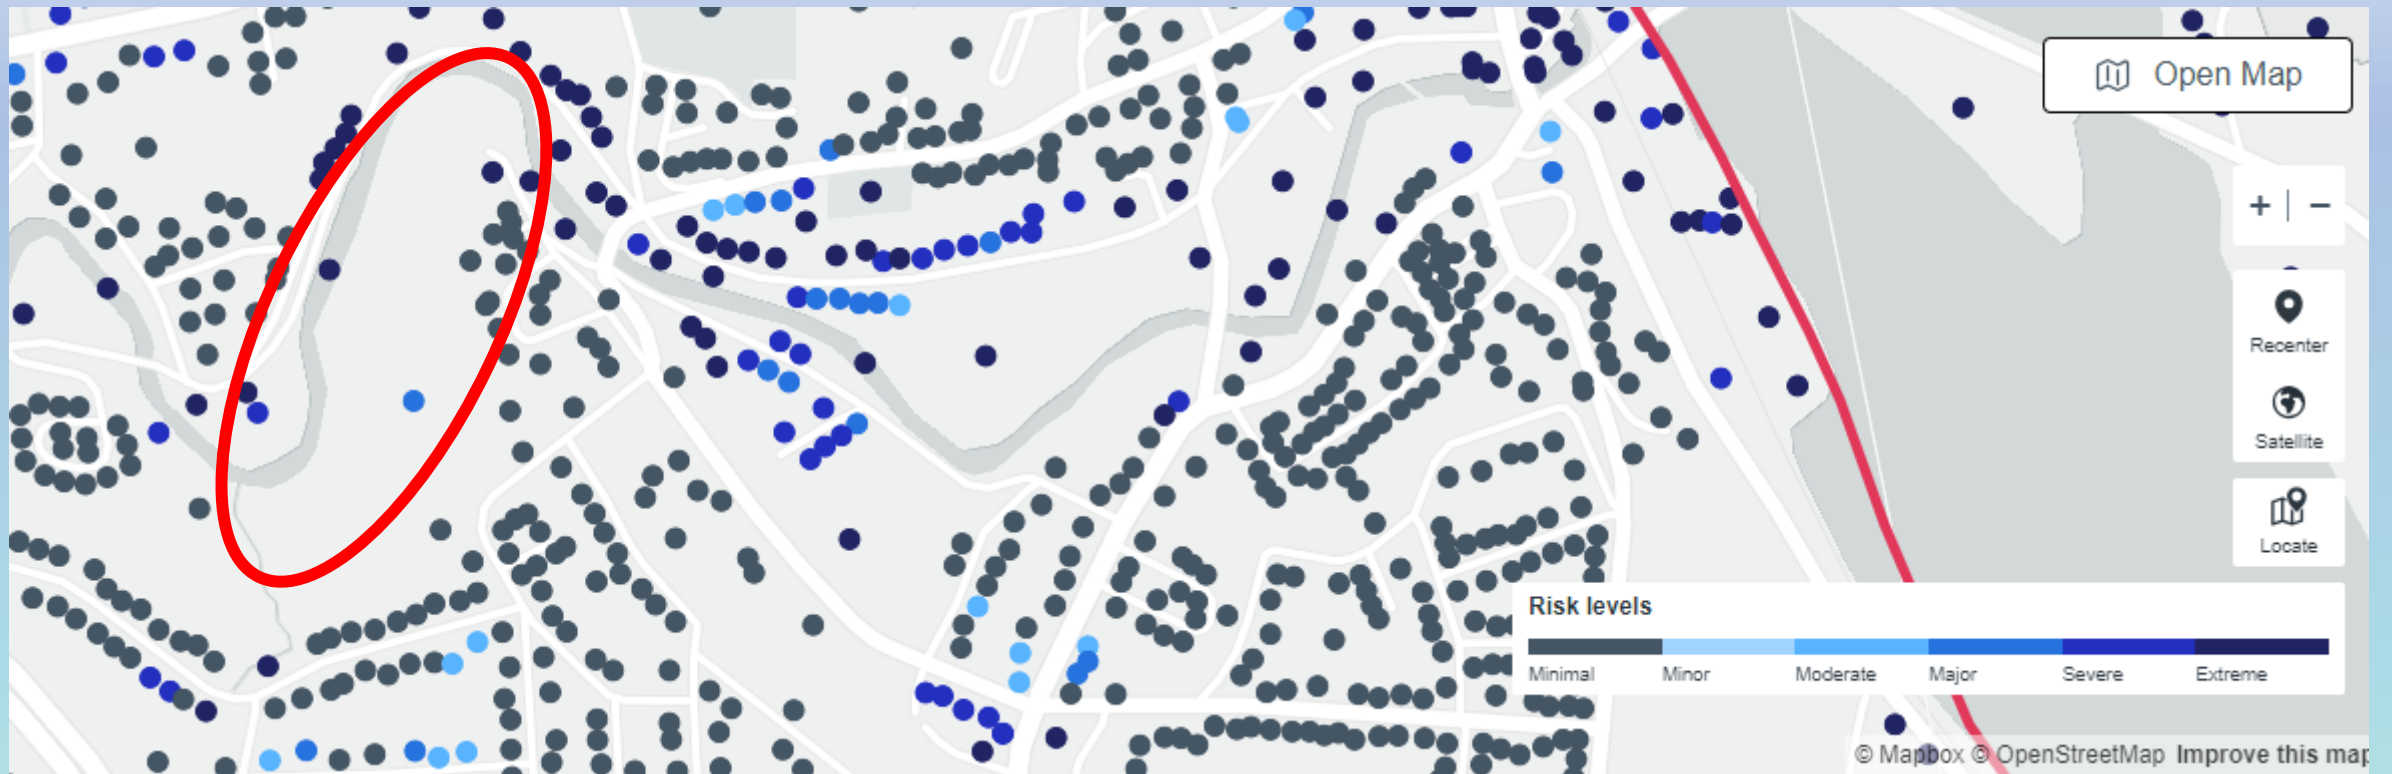 Open Map
+ | −
Recenter
Satellite
Locate
Risk levels
Minimal Minor Moderate Major Severe Extreme
© Mapbox © OpenStreetMap Improve this map